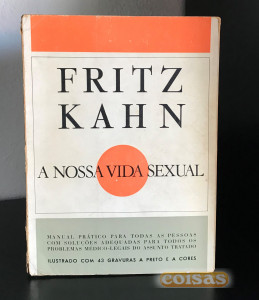 FRITZ
KAHN
A NOSSA VIDA SEXUAL
MANUAL PRÁTICO PARA TODAS AS PESSOAS
COM SOLUÇÕES ADEQUADAS PARA TODOS OS
PROBLEMAS MÉDICO-LEGAIS DO ASSUNTO TRATADO
ILUSTRADO COM 43 GRAVURAS A PRETO E A CORES
coisas